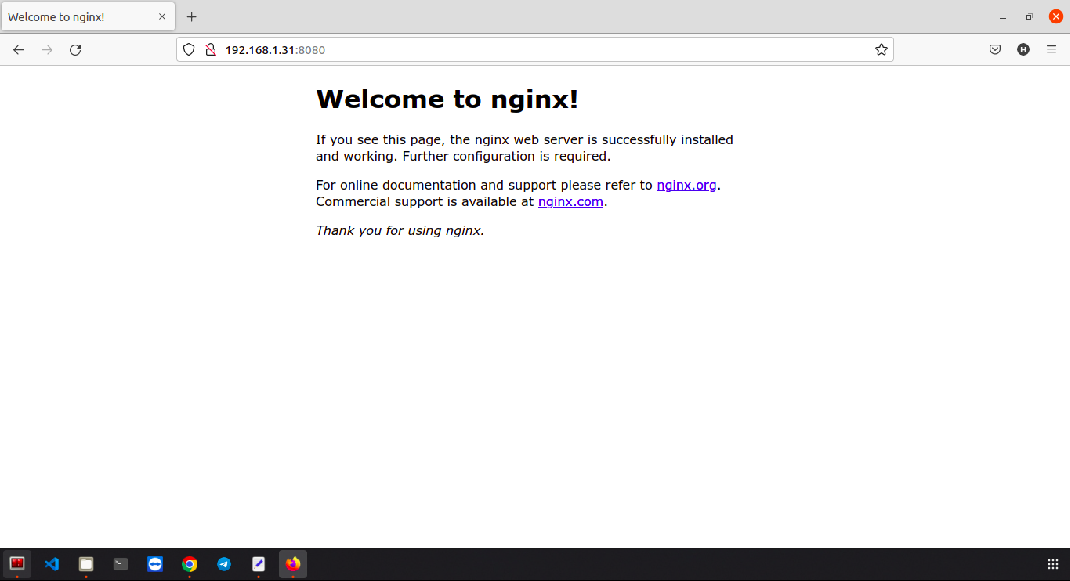 Welcome to nginx!
192.168.1.31:8080
Welcome to nginx!
If you see this page, the nginx web server is successfully installed
and working. Further configuration is required.
For online documentation and support please refer to nginx.org.
Commercial support is available at nginx.com.
Thank you for using nginx.